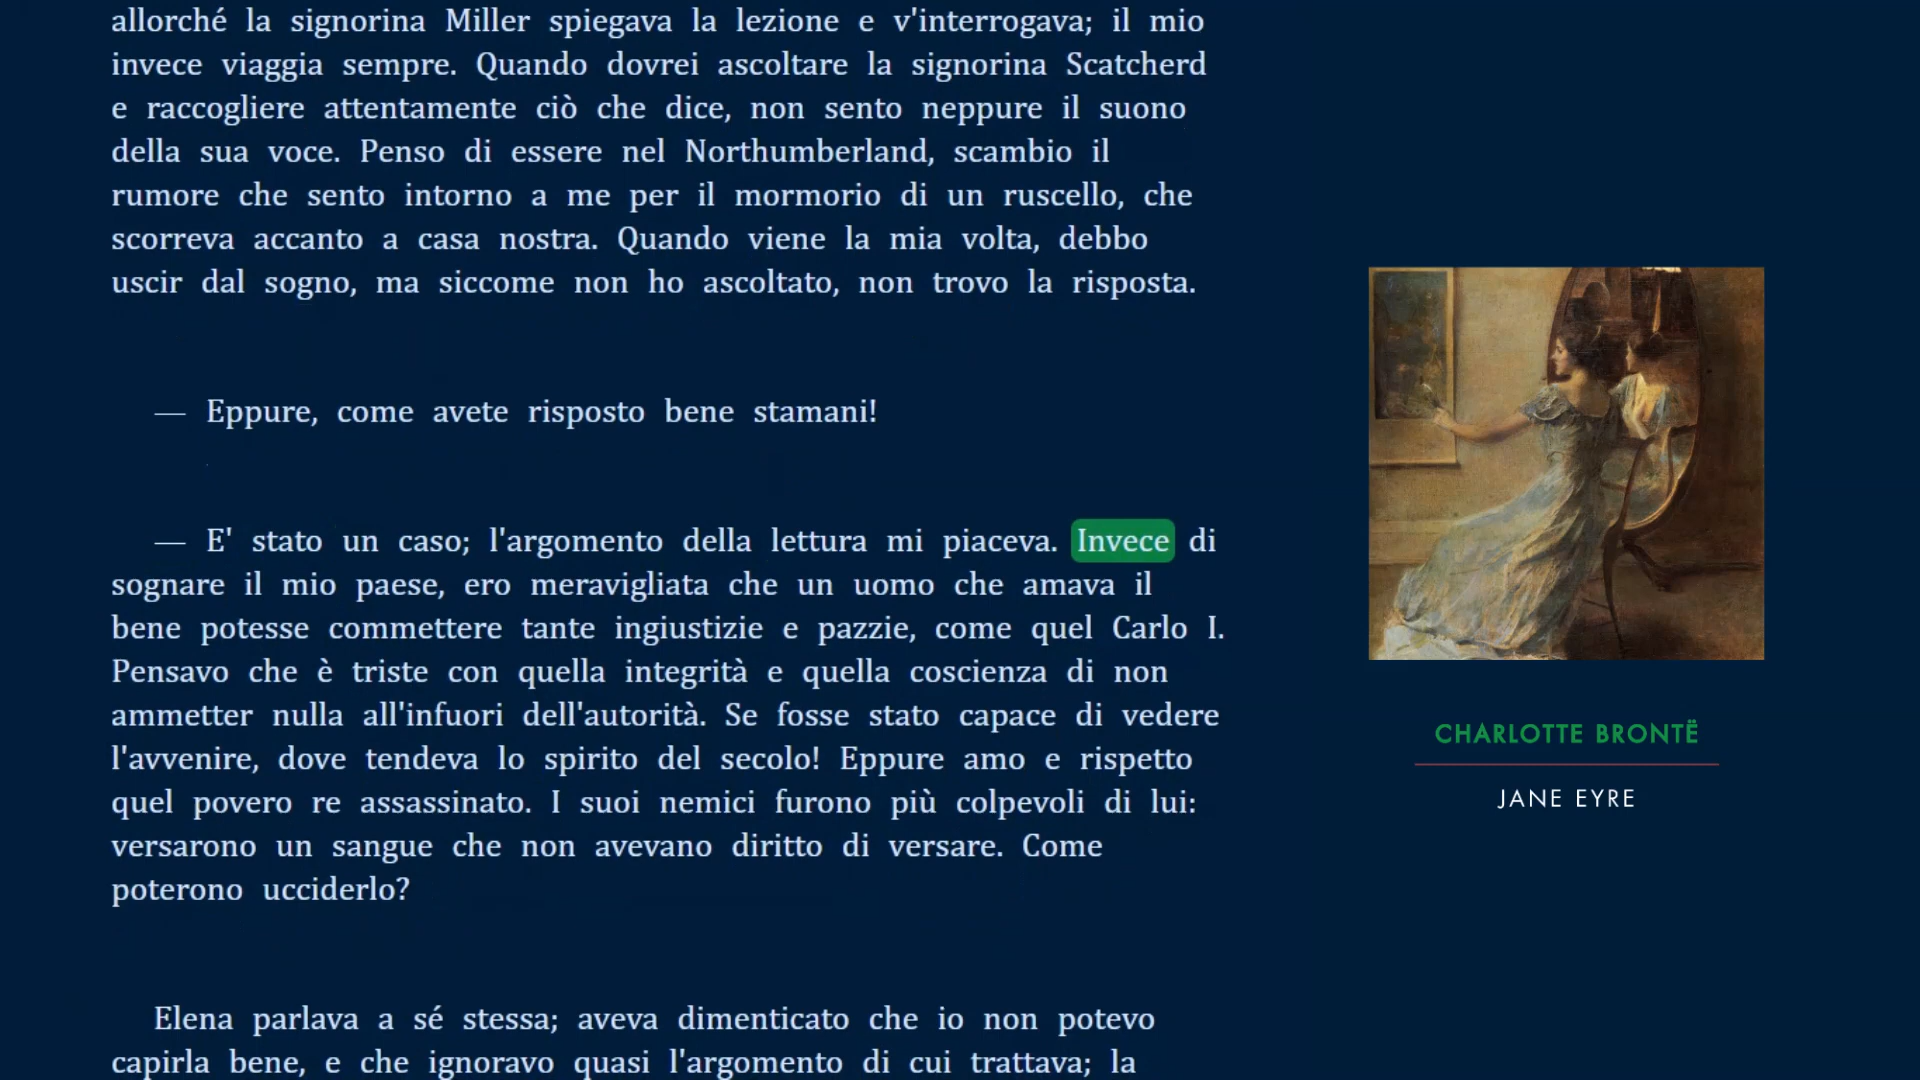 allorché la signorina Miller spiegava la lezione e v'interrogava; il mio
invece viaggia sempre. Quando dovrei ascoltare la signorina Scatcherd
e raccogliere attentamente ciò che dice, non sento neppure il suono
della sua voce. Penso di essere nel Northumberland, scambio il
rumore che sento intorno a me per il mormorio di un ruscello, che
scorreva accanto a casa nostra. Quando viene la mia volta, debbo
uscir dal sogno, ma siccome non ho ascoltato, non trovo la risposta.
— Eppure, come avete risposto bene stamani!
— E' stato un caso; l'argomento della lettura mi piaceva. Invece di
sognare il mio paese, ero meravigliata che un uomo che amava il
bene potesse commettere tante ingiustizie e pazzie, come quel Carlo I.
Pensavo che è triste con quella integrità e quella coscienza di non
ammetter nulla all'infuori dell'autorità. Se fosse stato capace di vedere
l'avvenire, dove tendeva lo spirito del secolo! Eppure amo e rispetto
quel povero re assassinato. I suoi nemici furono più colpevoli di lui:
versarono un sangue che non avevano diritto di versare. Come
poterono ucciderlo?
Elena parlava a sé stessa; aveva dimenticato che io non potevo
capirla bene, e che ignoravo quasi l'argomento di cui trattava; la
CHARLOTTE BRONTË
JANE EYRE